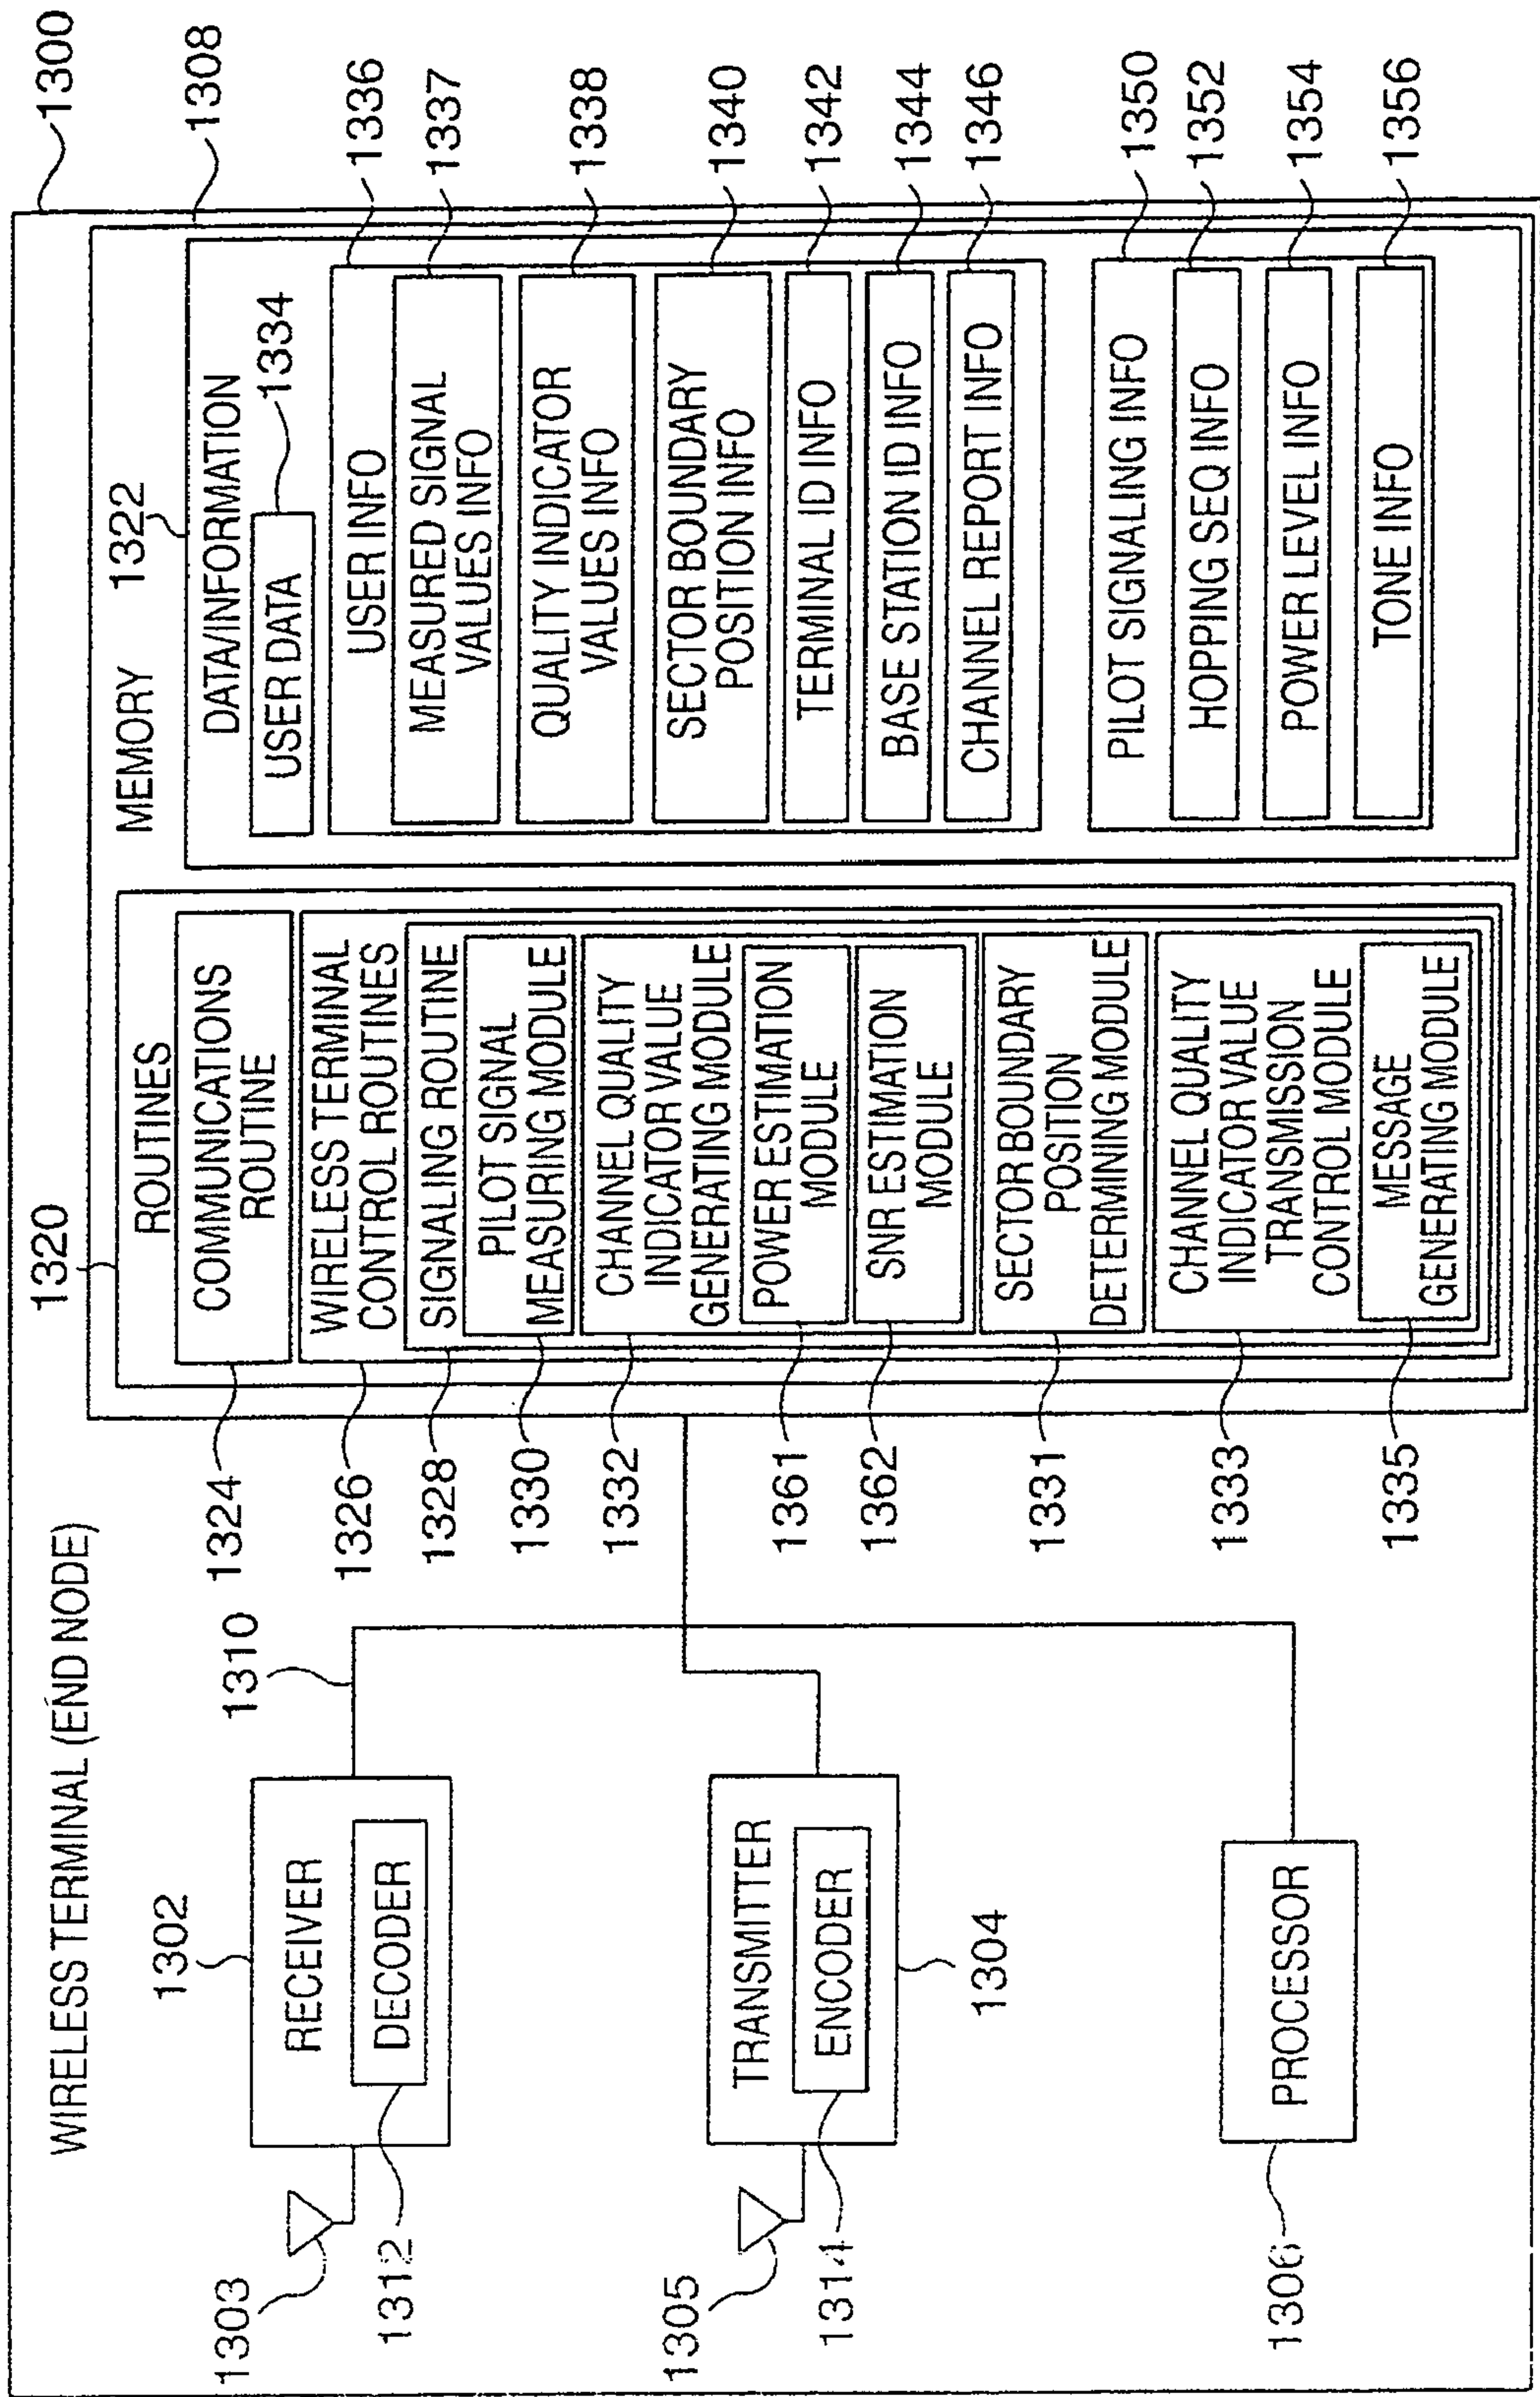 WIRELESS TERMINAL (END NODE)
1300
1308
1302
RECEIVER
DECODER
1303
1312
1310
TRANSMITTER
ENCODER
1305
1314
1304
PROCESSOR
1306
MEMORY
1320
ROUTINES
COMMUNICATIONS
ROUTINE
1324
WIRELESS TERMINAL
CONTROL ROUTINES
1326
SIGNALING ROUTINE
1328
PILOT SIGNAL
MEASURING MODULE
1330
CHANNEL QUALITY
INDICATOR VALUE
GENERATING MODULE
1332
POWER ESTIMATION
MODULE
1361
SNR ESTIMATION
MODULE
1362
SECTOR BOUNDARY
POSITION
DETERMINING MODULE
1331
CHANNEL QUALITY
INDICATOR VALUE
TRANSMISSION
CONTROL MODULE
1333
MESSAGE
GENERATING MODULE
1335
1322
DATA/INFORMATION
USER DATA
1334
USER INFO
1336
MEASURED SIGNAL
VALUES INFO
1337
QUALITY INDICATOR
VALUES INFO
1338
SECTOR BOUNDARY
POSITION INFO
1340
TERMINAL ID INFO
1342
BASE STATION ID INFO
1344
CHANNEL REPORT INFO
1346
PILOT SIGNALING INFO
1350
HOPPING SEQ INFO
1352
POWER LEVEL INFO
1354
TONE INFO
1356